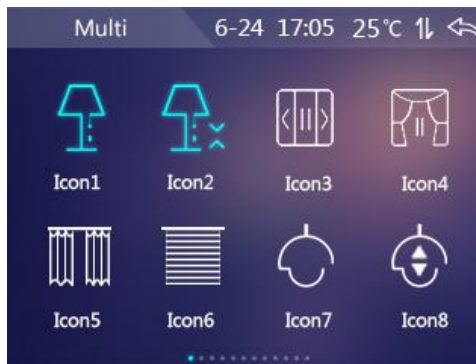 Multi 6-24 17:05 25℃
Icon1 Icon2 Icon3 Icon4
Icon5 Icon6 Icon7 Icon8